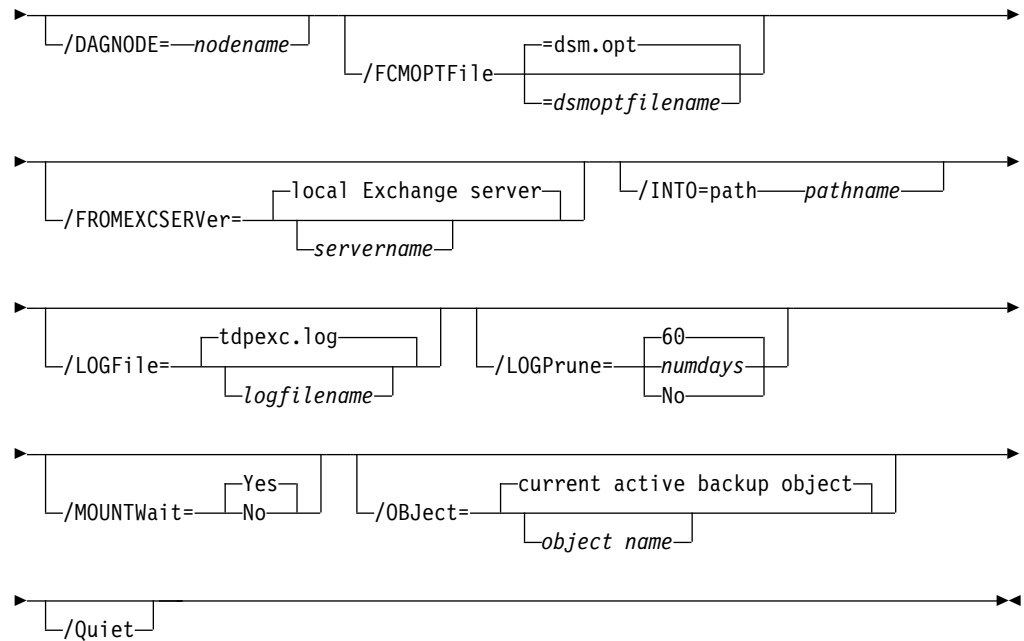 /DAGNODE= nodename
/FCMOPTFile =dsm.opt
=dsmoptfilename
/FROMEXCSERVer= local Exchange server
servername
/INTO=path pathname
/LOGFile= tdpexc.log
logfilename
/LOGPrune= 60
numdays
No
/MOUNTWait= Yes
No
/OBJect= current active backup object
object name
/Quiet